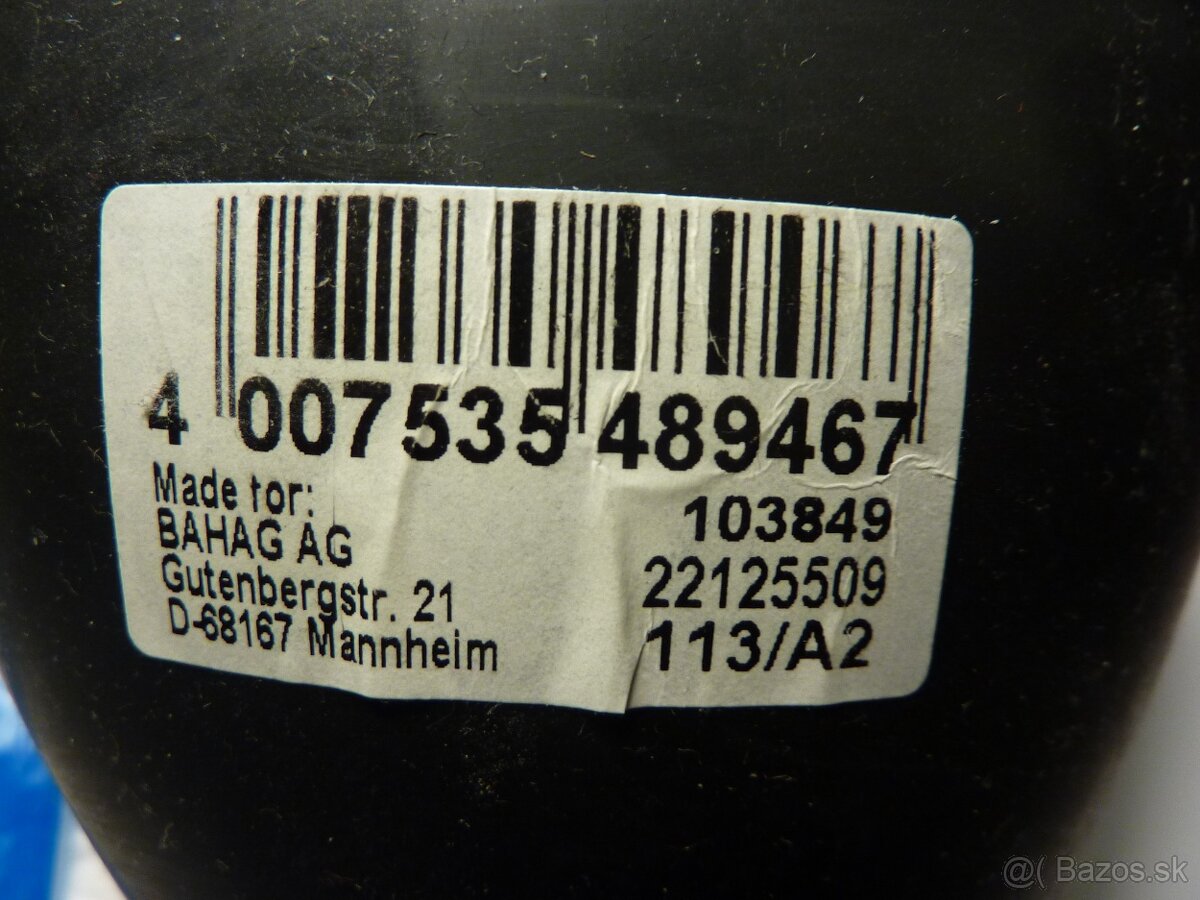 4 007535 489467
Made for:
BAHAG AG
Gutenbergstr. 21
D-68167 Mannheim
103849
22125509
113/A2
@( Bazos.sk